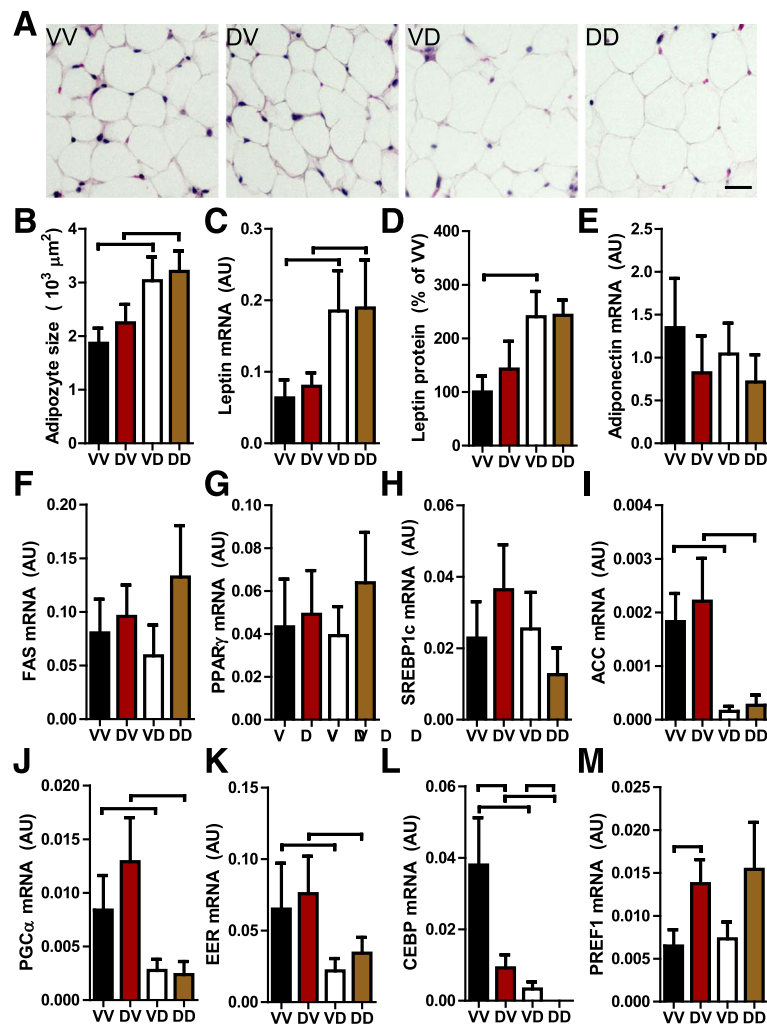 A
VV
DV
VD
DD
B
Adipozyte size ( 10³ μm²)
4
3
2
1
0
VV DV VD DD
C
Leptin mRNA (AU)
0.3
0.2
0.1
0.0
VV DV VD DD
D
Leptin protein (% of VV)
400
300
200
100
0
VV DV VD DD
E
Adiponectin mRNA (AU)
2.5
2.0
1.5
1.0
0.5
0.0
VV DV VD DD
F
FAS mRNA (AU)
0.20
0.15
0.10
0.05
0.00
VV DV VD DD
G
PPARγ mRNA (AU)
0.10
0.08
0.06
0.04
0.02
0.00
V D V D D
H
SREBP1c mRNA (AU)
0.06
0.04
0.02
0.00
VV DV VD DD
I
ACC mRNA (AU)
0.004
0.003
0.002
0.001
0.000
VV DV VD DD
J
PGCα mRNA (AU)
0.020
0.015
0.010
0.005
0.000
VV DV VD DD
K
EER mRNA (AU)
0.15
0.10
0.05
0.00
VV DV VD DD
L
CEBP mRNA (AU)
0.06
0.04
0.02
0.00
VV DV VD DD
M
PREF1 mRNA (AU)
0.025
0.020
0.015
0.010
0.005
0.000
VV DV VD DD